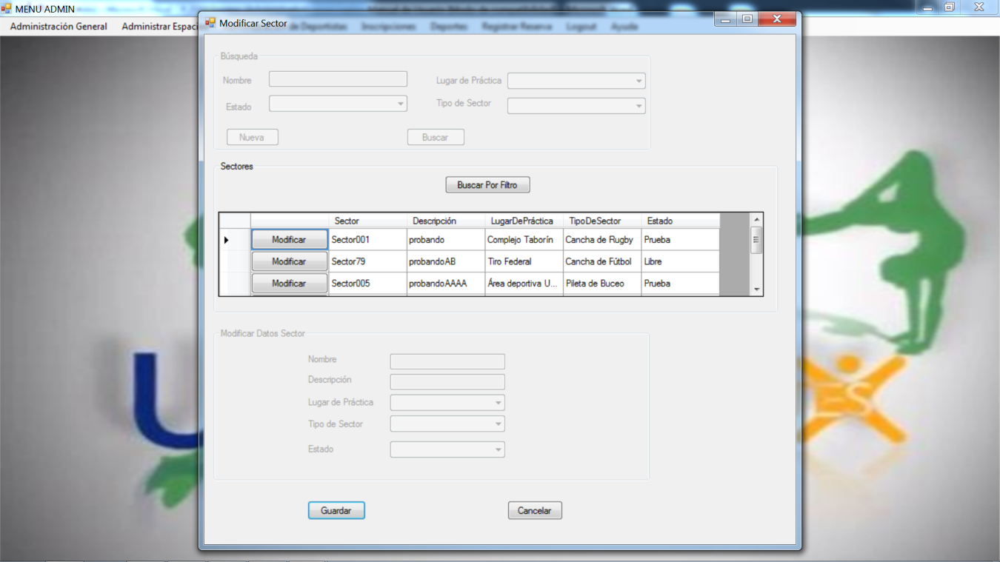 MENU ADMIN
Administración General Administrar Espaci de Deportistas Inscripciones Deportes Registrar Reserva Logout Ayuda
Modificar Sector
Búsqueda
Nombre Lugar de Práctica
Estado Tipo de Sector
Nueva Buscar
Sectores
Buscar Por Filtro
Sector Descripción LugarDePráctica TipoDeSector Estado
Modificar Sector001 probando Complejo Taborín Cancha de Rugby Prueba
Modificar Sector79 probandoAB Tiro Federal Cancha de Fútbol Libre
Modificar Sector005 probandoAAAA Área deportiva U... Pileta de Buceo Prueba
Modificar Datos Sector
Nombre
Descripción
Lugar de Práctica
Tipo de Sector
Estado
Guardar Cancelar
U
ES